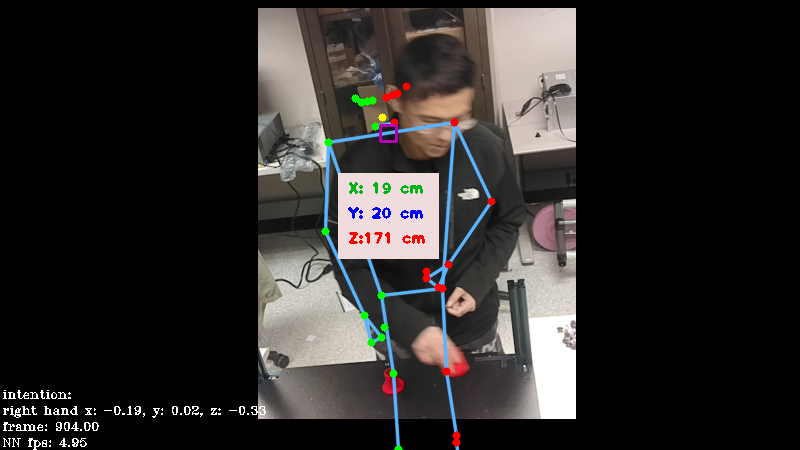 X: 19 cm
Y: 20 cm
Z:171 cm
intention:
right hand x: -0.19, y: 0.02, z: -0.33
frame: 904.00
NN fps: 4.95